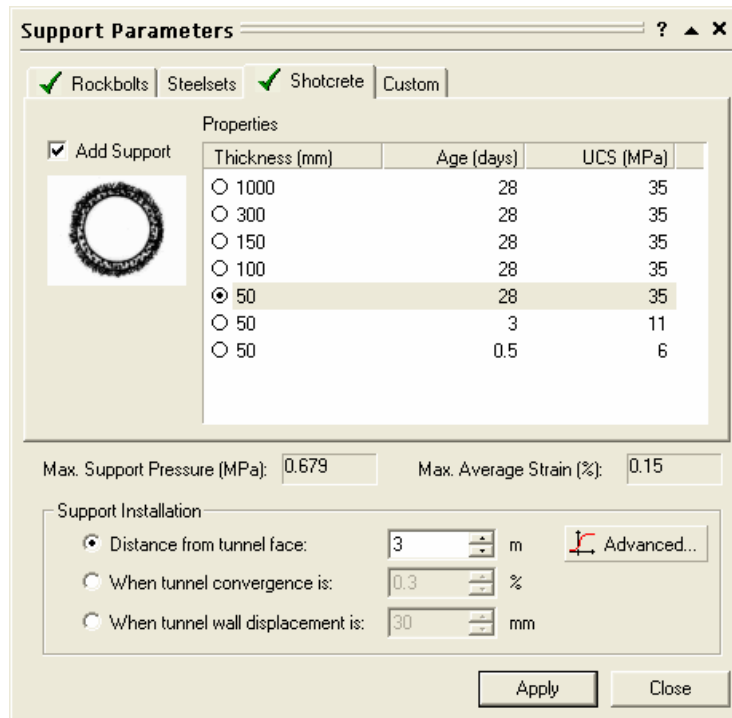 Support Parameters ?
Rockbolts Steelsets Shotcrete Custom
Add Support
Properties
Thickness (mm) Age (days) UCS (MPa)
1000 28 35
300 28 35
150 28 35
100 28 35
50 28 35
50 3 11
50 0.5 6
Max. Support Pressure (MPa): 0.679 Max. Average Strain (%): 0.15
Support Installation
Distance from tunnel face: 3 m Advanced...
When tunnel convergence is: 0.3 %
When tunnel wall displacement is: 30 mm
Apply Close